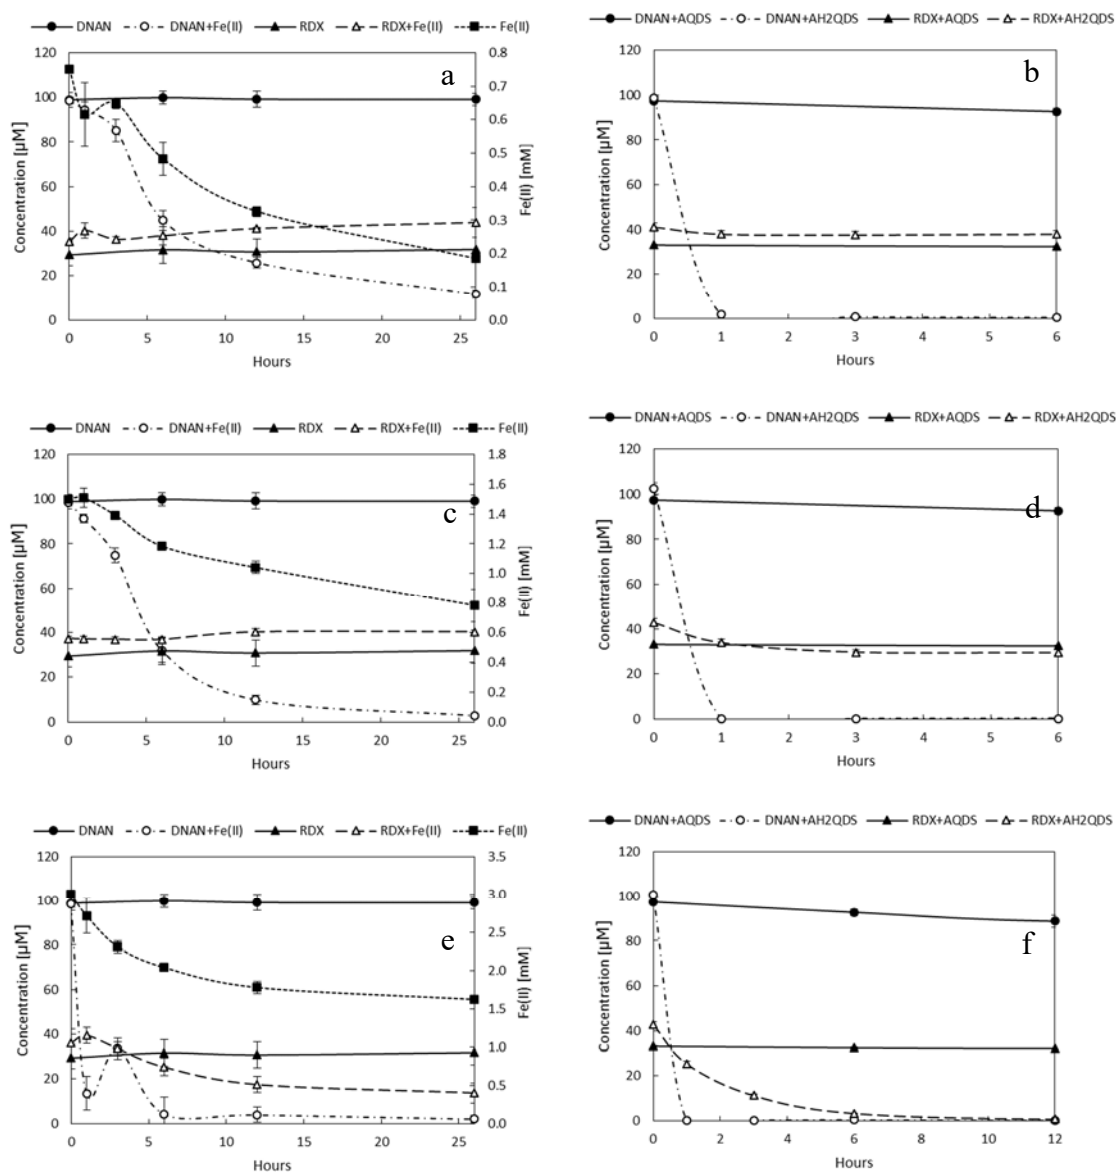 DNAN DNAN+Fe(II) RDX RDX+Fe(II) Fe(II)
a
Concentration [µM]
120
100
80
60
40
20
0
0.8
0.7
0.6
0.5
0.4
0.3
0.2
0.1
0.0
Fe(II) [mM]
0 5 10 15 20 25
Hours
DNAN+AQDS DNAN+AH2QDS RDX+AQDS RDX+AH2QDS
b
Concentration [µM]
120
100
80
60
40
20
0
0 1 2 3 4 5 6
Hours
DNAN DNAN+Fe(II) RDX RDX+Fe(II) Fe(II)
c
Concentration [µM]
120
100
80
60
40
20
0
1.8
1.6
1.4
1.2
1.0
0.8
0.6
0.4
0.2
0.0
Fe(II) [mM]
0 5 10 15 20 25
Hours
DNAN+AQDS DNAN+AH2QDS RDX+AQDS RDX+AH2QDS
d
Concentration [µM]
120
100
80
60
40
20
0
0 1 2 3 4 5 6
Hours
DNAN DNAN+Fe(II) RDX RDX+Fe(II) Fe(II)
e
Concentration [µM]
120
100
80
60
40
20
0
3.5
3.0
2.5
2.0
1.5
1.0
0.5
0.0
Fe(II) [mM]
0 5 10 15 20 25
Hours
DNAN+AQDS DNAN+AH2QDS RDX+AQDS RDX+AH2QDS
f
Concentration [µM]
120
100
80
60
40
20
0
0 2 4 6 8 10 12
Hours